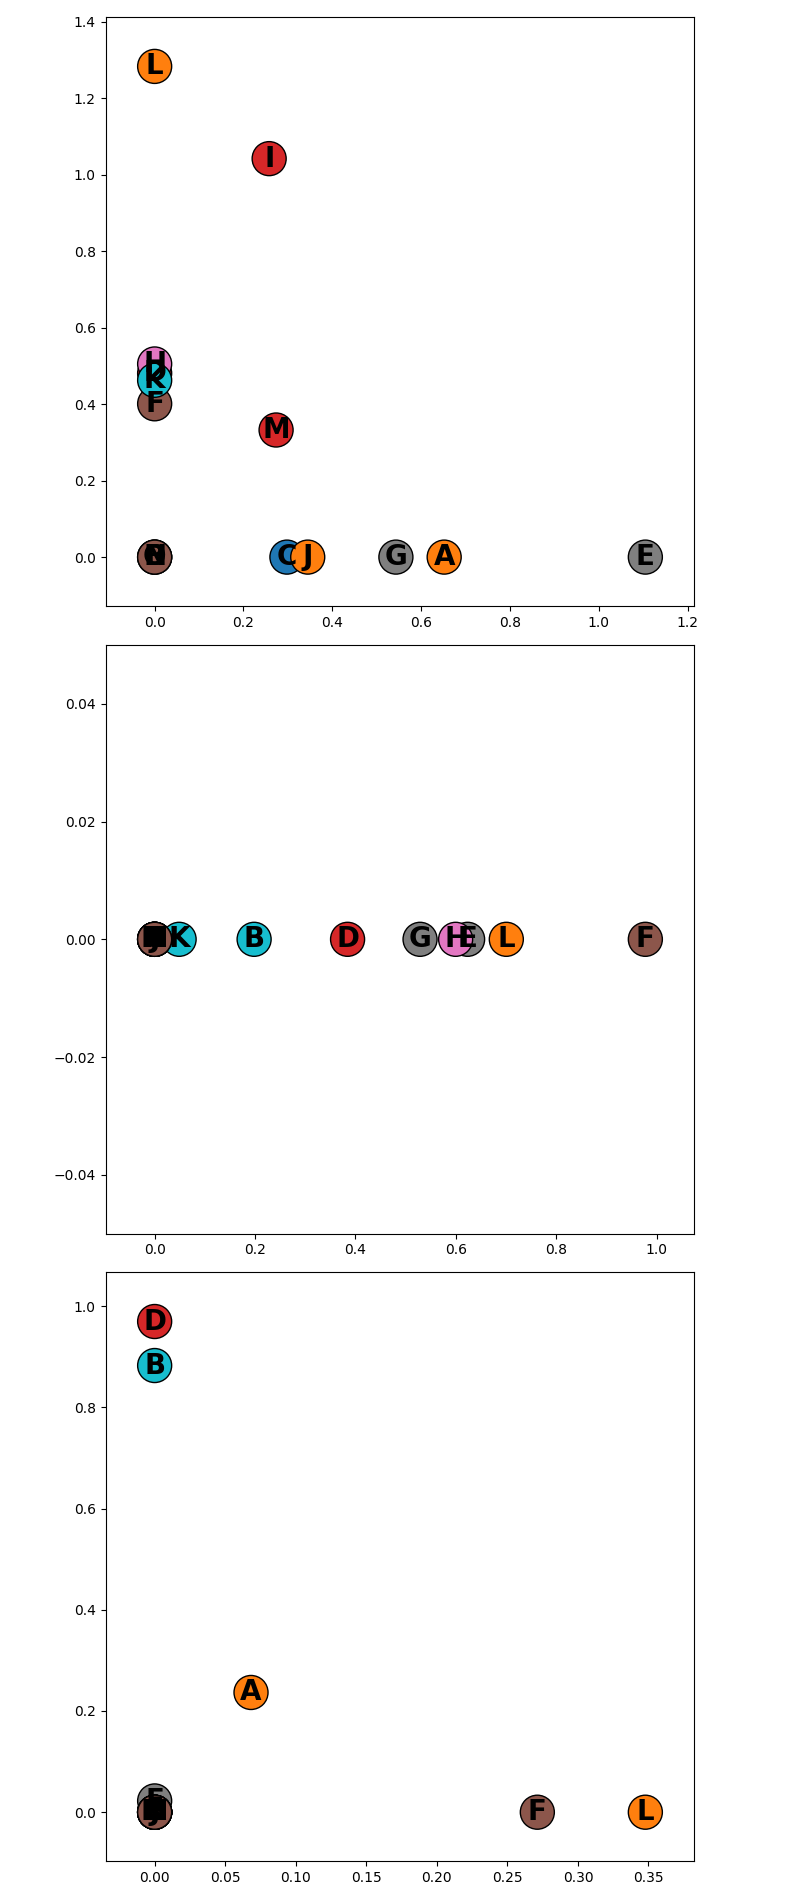 1.4
L
1.2
I
1.0
0.8
0.6
H
K
0.4
F
M
0.2
0.0
C J G A E
0.0 0.2 0.4 0.6 0.8 1.0 1.2
0.04
0.02
0.00
K B D G H E L F
−0.02
−0.04
0.0 0.2 0.4 0.6 0.8 1.0
1.0
D
B
0.8
0.6
0.4
A
0.2
0.0
F L
0.00 0.05 0.10 0.15 0.20 0.25 0.30 0.35